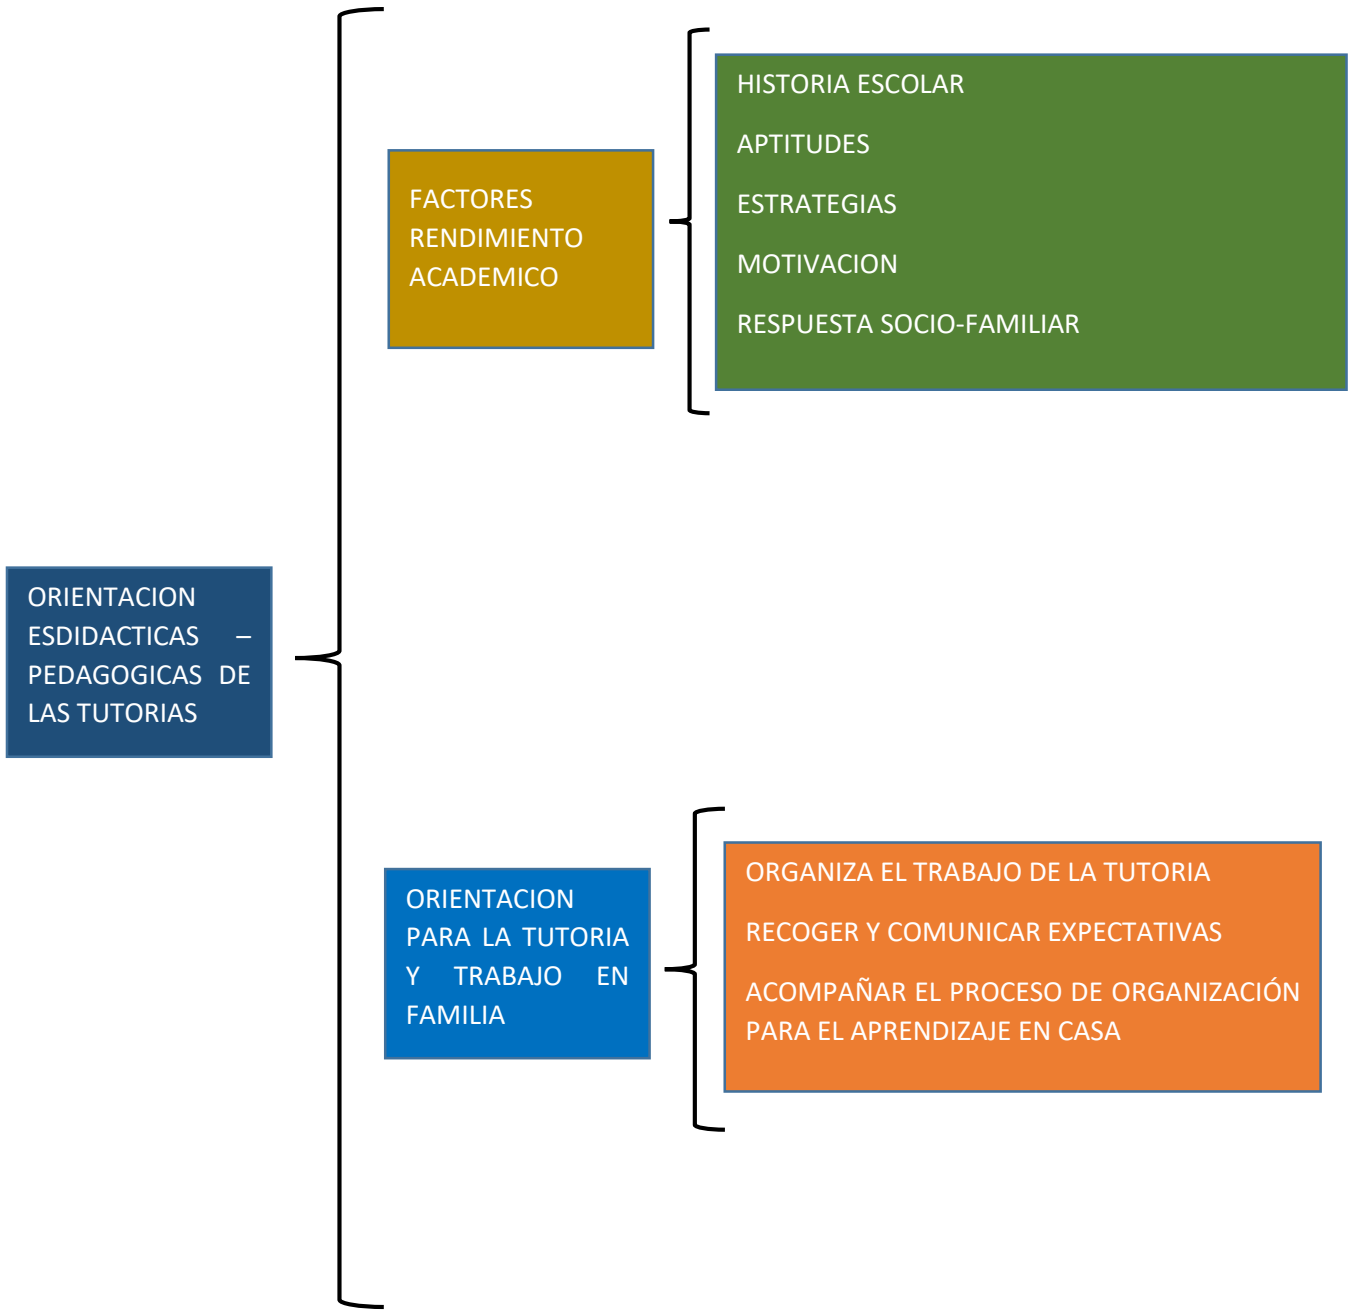 HISTORIA ESCOLAR
APTITUDES
ESTRATEGIAS
MOTIVACION
RESPUESTA SOCIO-FAMILIAR
FACTORES
RENDIMIENTO
ACADEMICO
ORIENTACION
ESDIDACTICAS –
PEDAGOGICAS DE
LAS TUTORIAS
ORIENTACION
PARA LA TUTORIA
Y TRABAJO EN
FAMILIA
ORGANIZA EL TRABAJO DE LA TUTORIA
RECOGER Y COMUNICAR EXPECTATIVAS
ACOMPAÑAR EL PROCESO DE ORGANIZACIÓN
PARA EL APRENDIZAJE EN CASA